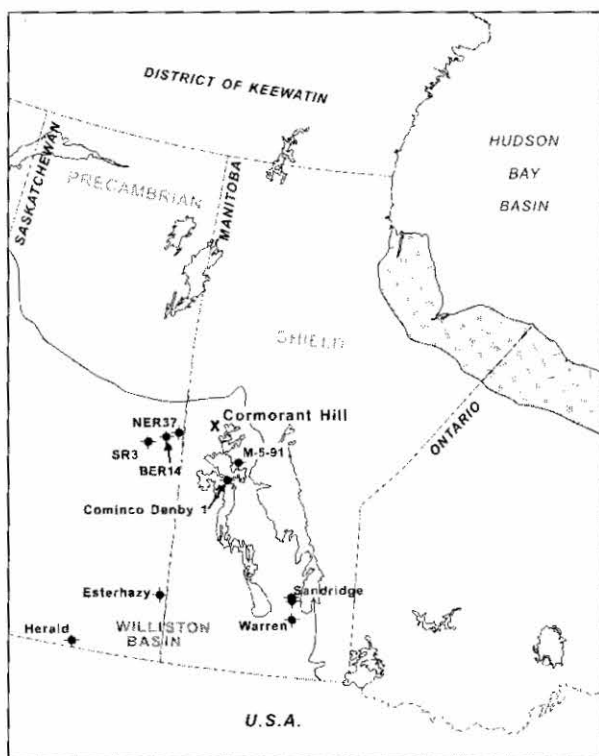 DISTRICT OF KEEWATIN
HUDSON
BAY
BASIN
SASKATCHEWAN
PRECAMBRIAN
MANITOBA
SHIELD
ONTARIO
NER37
X Cormorant Hill
SR3
BER14
M-5-91
Cominco Denby 1
Esterhazy
Sandridge
Warren
Herald
WILLISTON
BASIN
U.S.A.